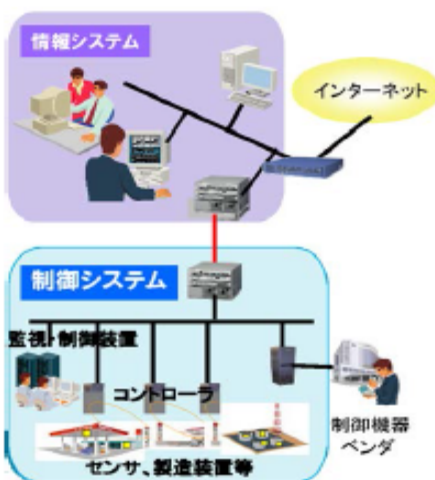 情報システム
インターネット
制御システム
監視・制御装置
コントローラ
制御機器
ベンダ
センサ、製造装置等